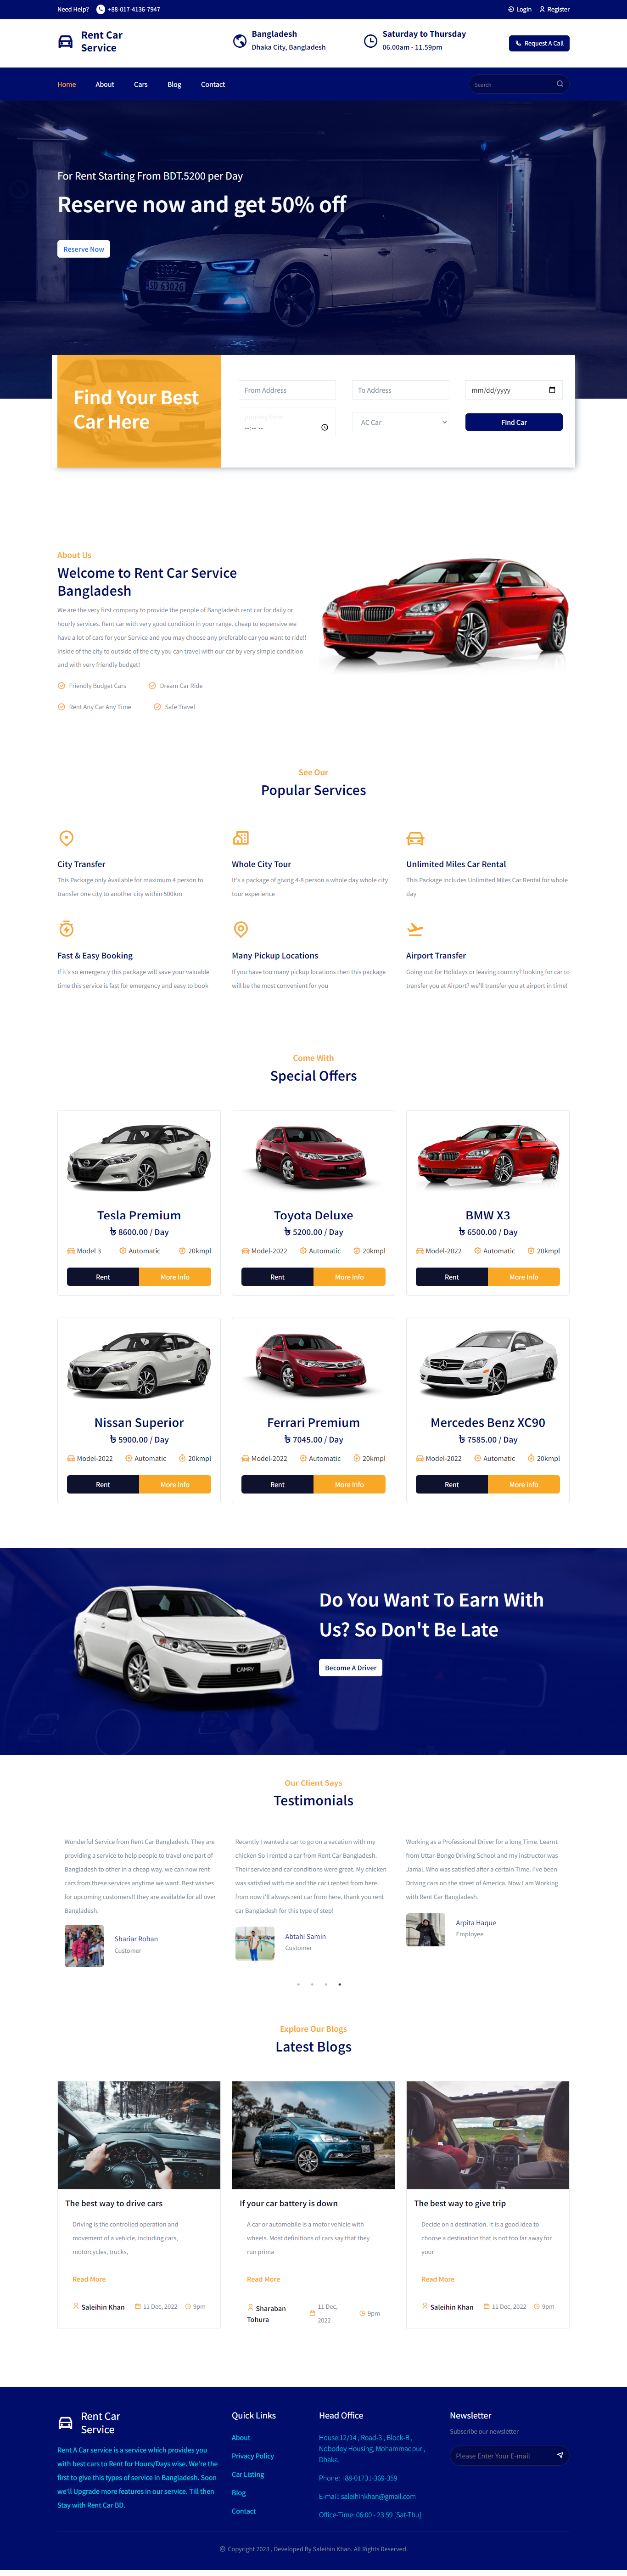 Need Help? +88-017-4136-7947
Login Register
Rent Car
Service
Bangladesh
Dhaka City, Bangladesh
Saturday to Thursday
06.00am - 11.59pm
Request A Call
Home About Cars Blog Contact
Search
For Rent Starting From BDT.5200 per Day
Reserve now and get 50% off
Reserve Now
Find Your Best
Car Here
From Address
To Address
mm/dd/yyyy
--:-- --
AC Car
Find Car
About Us
Welcome to Rent Car Service
Bangladesh
We are the very first company to provide the people of Bangladesh rent car for daily or
hourly services. Rent car with very good condition in your range. cheap to expensive we
have a lot of cars for your Service and you may choose any preferable car you want to ride!!
inside of the city to outside of the city you can travel with our car by very simple condition
and with very friendly budget!
Friendly Budget Cars
Dream Car Ride
Rent Any Car Any Time
Safe Travel
See Our
Popular Services
City Transfer
This Package only Available for maximum 4 person to
transfer one city to another city within 500km
Whole City Tour
It's a package of giving 4-8 person a whole day whole city
tour experience
Unlimited Miles Car Rental
This Package includes Unlimited Miles Car Rental for whole
day
Fast & Easy Booking
If it's so emergency this package will save your valuable
time this service is fast for emergency and easy to book
Many Pickup Locations
If you have too many pickup locations then this package
will be the most convenient for you
Airport Transfer
Going out for Holidays or leaving country? looking for car to
transfer you at Airport? we'll transfer you at airport in time!
Come With
Special Offers
Tesla Premium
৳ 8600.00 / Day
Model 3 Automatic 20kmpl
Rent More Info
Toyota Deluxe
৳ 5200.00 / Day
Model-2022 Automatic 20kmpl
Rent More Info
BMW X3
৳ 6500.00 / Day
Model-2022 Automatic 20kmpl
Rent More Info
Nissan Superior
৳ 5900.00 / Day
Model-2022 Automatic 20kmpl
Rent More Info
Ferrari Premium
৳ 7045.00 / Day
Model-2022 Automatic 20kmpl
Rent More Info
Mercedes Benz XC90
৳ 7585.00 / Day
Model-2022 Automatic 20kmpl
Rent More Info
CAMRY
Do You Want To Earn With
Us? So Don't Be Late
Become A Driver
Our Client Says
Testimonials
Wonderful Service from Rent Car Bangladesh. They are
providing a service to help people to travel one part of
Bangladesh to other in a cheap way. we can now rent
cars from these services anytime we want. Best wishes
for upcoming customers!! they are available for all over
Bangladesh.
Shariar Rohan
Customer
Recently I wanted a car to go on a vacation with my
chicken So i rented a car from Rent Car Bangladesh.
Their service and car conditions were great. My chicken
was satisfied with me and the car i rented from here.
from now i'll always rent car from here. thank you rent
car Bangladesh for this type of step!
Abtahi Samin
Customer
Working as a Professional Driver for a long Time. Learnt
from Uttar-Bongo Driving School and my instructor was
Jamal. Who was satisfied after a certain Time. I've been
Driving cars on the street of America. Now I am Working
with Rent Car Bangladesh.
Arpita Haque
Employee
Explore Our Blogs
Latest Blogs
The best way to drive cars
Driving is the controlled operation and
movement of a vehicle, including cars,
motorcycles, trucks,
Read More
Saleihin Khan 11 Dec, 2022 9pm
If your car battery is down
A car or automobile is a motor vehicle with
wheels. Most definitions of cars say that they
run prima
Read More
Sharaban
Tohura
11 Dec,
2022
9pm
The best way to give trip
Decide on a destination. It is a good idea to
choose a destination that is not too far away for
your
Read More
Saleihin Khan 11 Dec, 2022 9pm
Rent Car
Service
Rent A Car service is a service which provides you
with best cars to Rent for Hours/Days wise. We're the
first to give this types of service in Bangladesh. Soon
we'll Upgrade more features in our service. Till then
Stay with Rent Car BD.
Quick Links
About
Privacy Policy
Car Listing
Blog
Contact
Head Office
House:12/14 , Road-3 , Block-B ,
Nobodoy Housing, Mohammadpur ,
Dhaka.
Phone: +88-01731-369-359
E-mail: saleihinkhan@gmail.com
Office-Time: 06:00 - 23:59 [Sat-Thu]
Newsletter
Subscribe our newsletter
Please Enter Your E-mail
© Copyright 2023 , Developed By Saleihin Khan. All Rights Reserved.